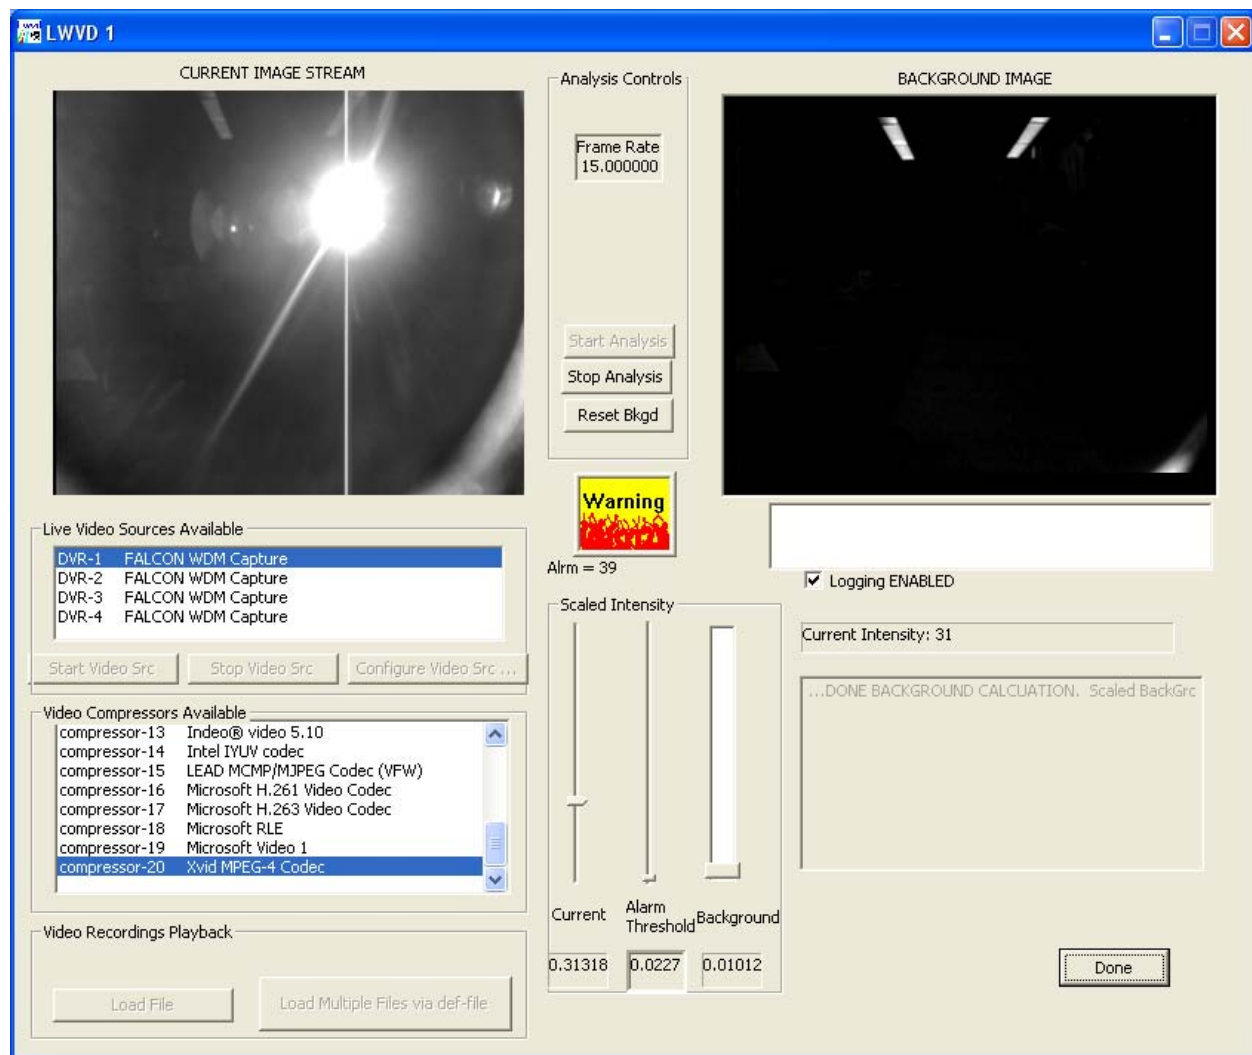 LWVD 1
CURRENT IMAGE STREAM
Analysis Controls
BACKGROUND IMAGE
Frame Rate
15.000000
Start Analysis
Stop Analysis
Reset Bkgd
Warning
Alrm = 39
Live Video Sources Available
DVR-1 FALCON WDM Capture
DVR-2 FALCON WDM Capture
DVR-3 FALCON WDM Capture
DVR-4 FALCON WDM Capture
Start Video Src
Stop Video Src
Configure Video Src ...
Logging ENABLED
Current Intensity: 31
...DONE BACKGROUND CALCUATION. Scaled BackGrc
Video Compressors Available
compressor-13 Indeo® video 5.10
compressor-14 Intel IYUV codec
compressor-15 LEAD MCMP/MJPEG Codec (VFW)
compressor-16 Microsoft H.261 Video Codec
compressor-17 Microsoft H.263 Video Codec
compressor-18 Microsoft RLE
compressor-19 Microsoft Video 1
compressor-20 Xvid MPEG-4 Codec
Scaled Intensity
Current
Alarm
Threshold
Background
0.31318
0.0227
0.01012
Video Recordings Playback
Load File
Load Multiple Files via def-file
Done